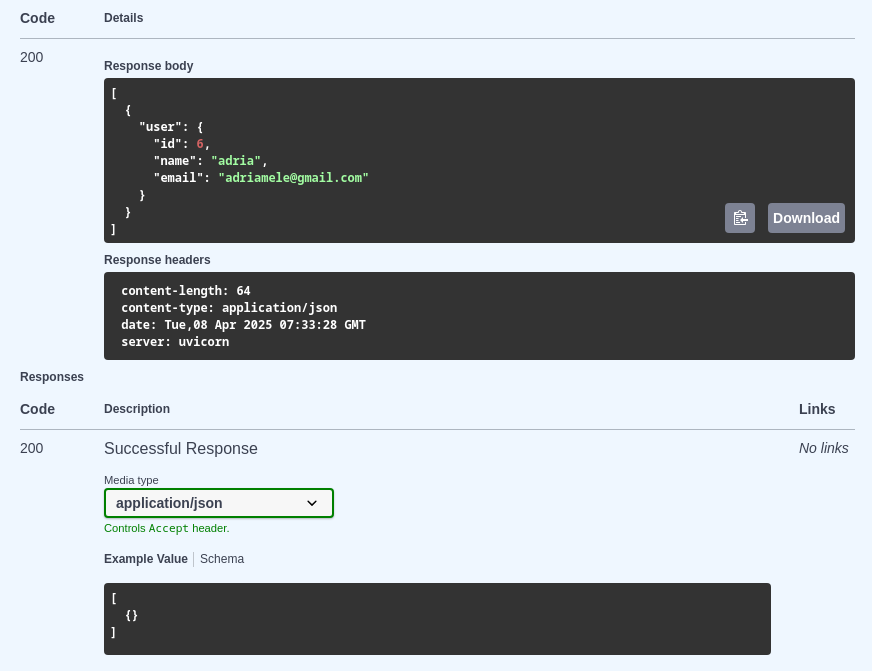 Code Details
200
Response body
[
  {
    "user": {
      "id": 6,
      "name": "adria",
      "email": "adriamele@gmail.com"
    }
  }
]
Download
Response headers
content-length: 64
content-type: application/json
date: Tue,08 Apr 2025 07:33:28 GMT
server: uvicorn
Responses
Code Description Links
200 Successful Response No links
Media type
application/json
Controls Accept header.
Example Value Schema
[
  {}
]